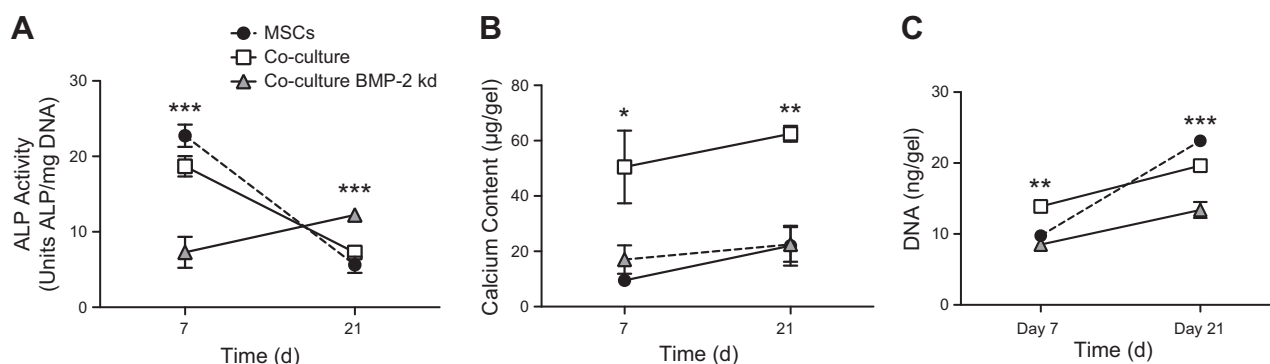 A
MSCs
Co-culture
Co-culture BMP-2 kd
ALP Activity
(Units ALP/mg DNA)
30
20
10
0
***
***
7
21
Time (d)
B
Calcium Content (µg/gel)
80
60
40
20
0
*
**
7
21
Time (d)
C
DNA (ng/gel)
30
20
10
0
**
***
Day 7
Day 21
Time (d)